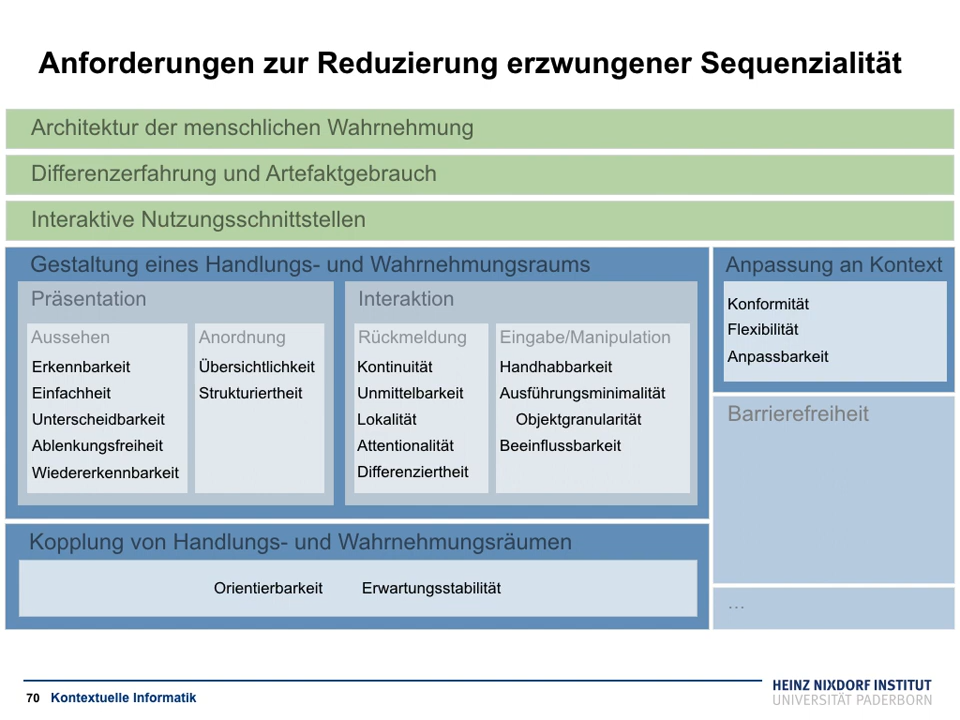 Anforderungen zur Reduzierung erzwungener Sequenzialität
Architektur der menschlichen Wahrnehmung
Differenzerfahrung und Artefaktgebrauch
Interaktive Nutzungsschnittstellen
Gestaltung eines Handlungs- und Wahrnehmungsraums
Präsentation
Aussehen
Erkennbarkeit
Einfachheit
Unterscheidbarkeit
Ablenkungsfreiheit
Wiedererkennbarkeit
Anordnung
Übersichtlichkeit
Strukturiertheit
Interaktion
Rückmeldung
Kontinuität
Unmittelbarkeit
Lokalität
Attentionalität
Differenziertheit
Eingabe/Manipulation
Handhabbarkeit
Ausführungsminimalität
Objektgranularität
Beeinflussbarkeit
Anpassung an Kontext
Konformität
Flexibilität
Anpassbarkeit
Barrierefreiheit
...
Kopplung von Handlungs- und Wahrnehmungsräumen
Orientierbarkeit Erwartungsstabilität
70 Kontextuelle Informatik
HEINZ NIXDORF INSTITUT
UNIVERSITÄT PADERBORN